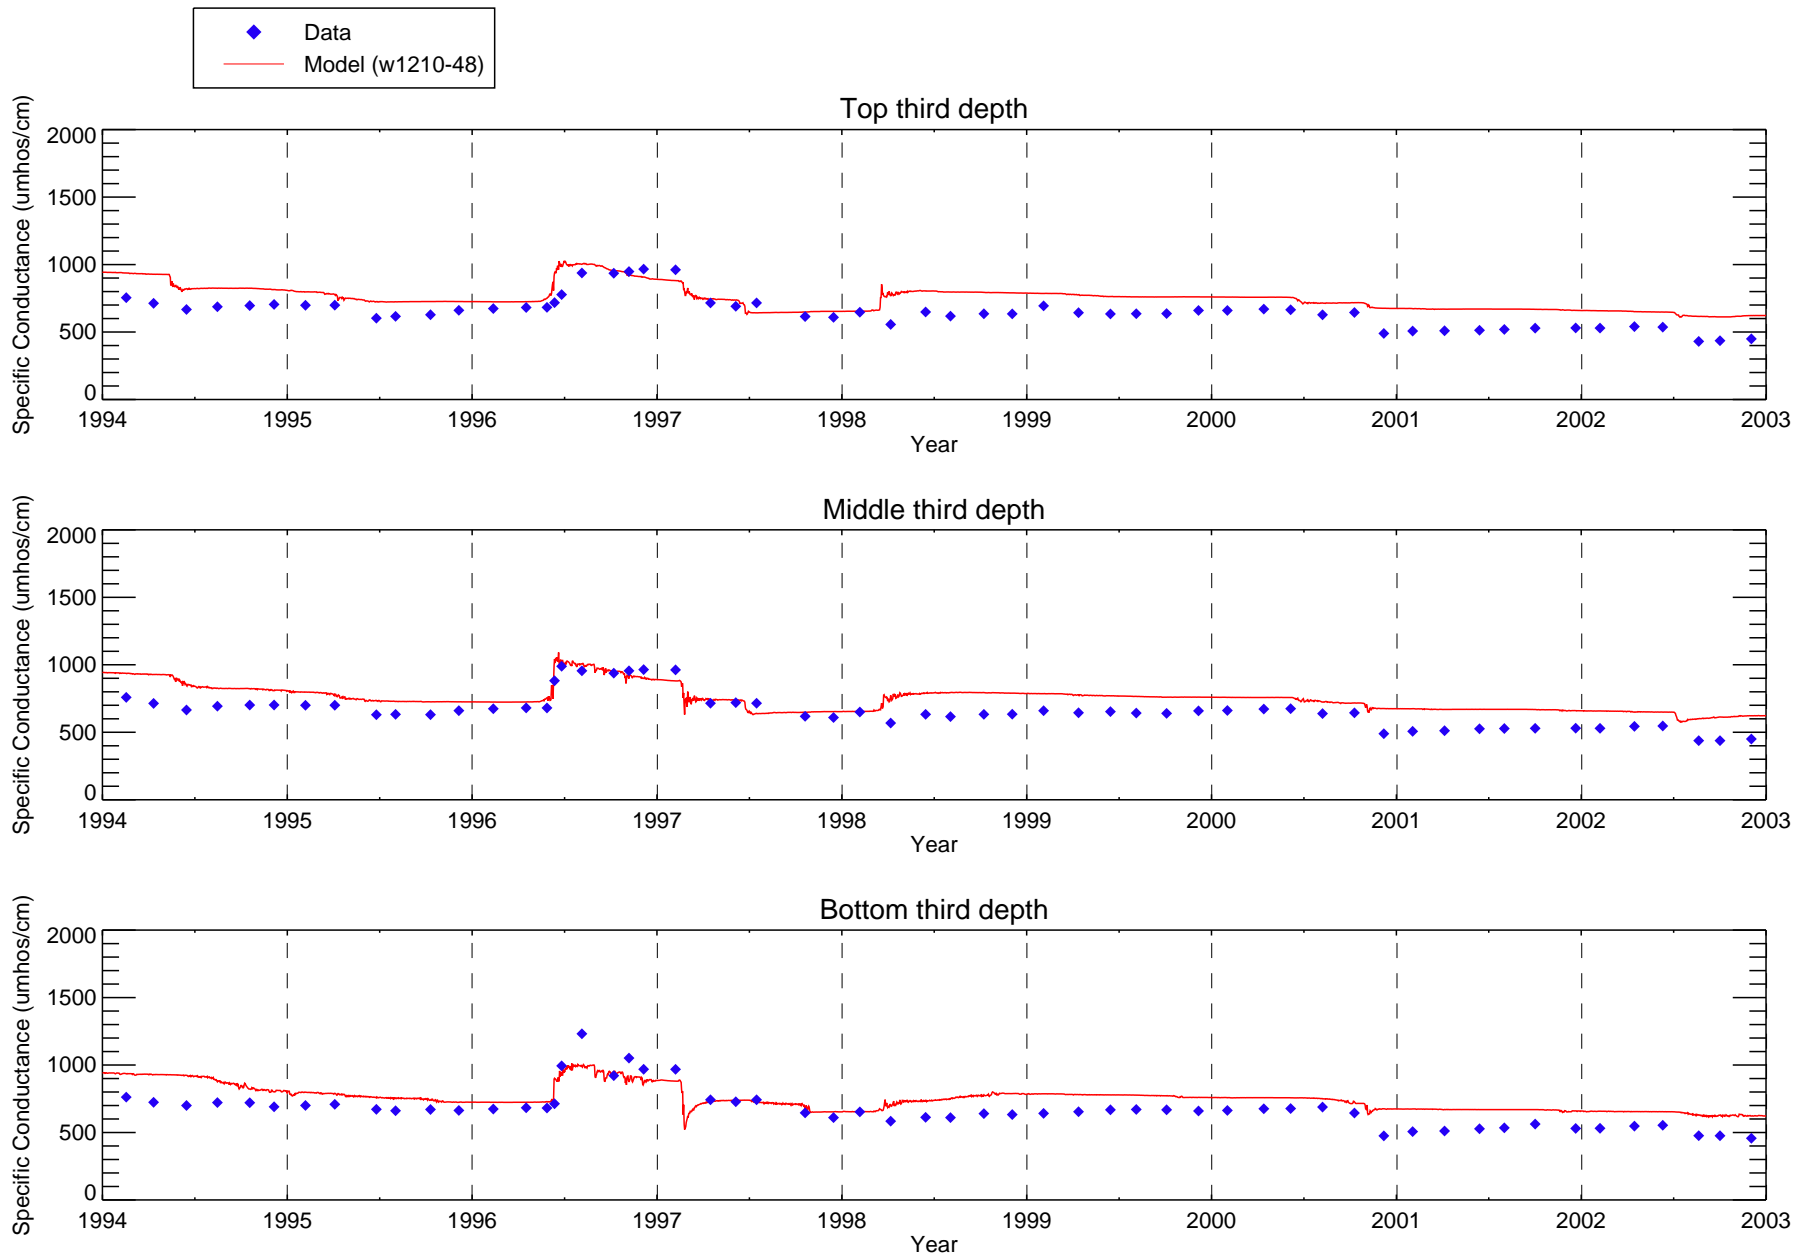 Data
Model (w1210-48)
Top third depth
Specific Conductance (umhos/cm)
2000
1500
1000
500
0
1994 1995 1996 1997 1998 1999 2000 2001 2002 2003
Year
Middle third depth
Specific Conductance (umhos/cm)
2000
1500
1000
500
0
1994 1995 1996 1997 1998 1999 2000 2001 2002 2003
Year
Bottom third depth
Specific Conductance (umhos/cm)
2000
1500
1000
500
0
1994 1995 1996 1997 1998 1999 2000 2001 2002 2003
Year